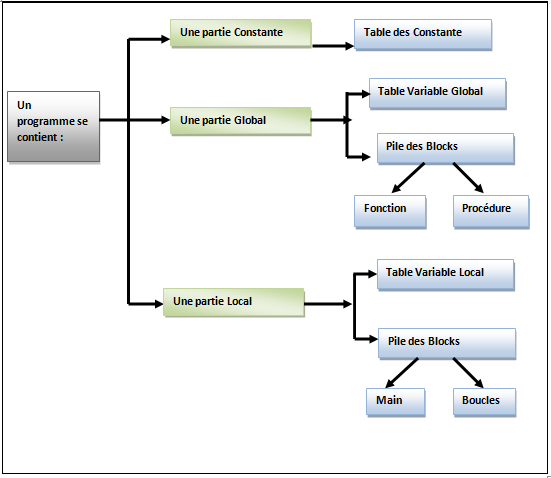 Un
programme se
contient :
Une partie Constante
Table des Constante
Une partie Global
Table Variable Global
Pile des Blocks
Fonction
Procédure
Une partie Local
Table Variable Local
Pile des Blocks
Main
Boucles